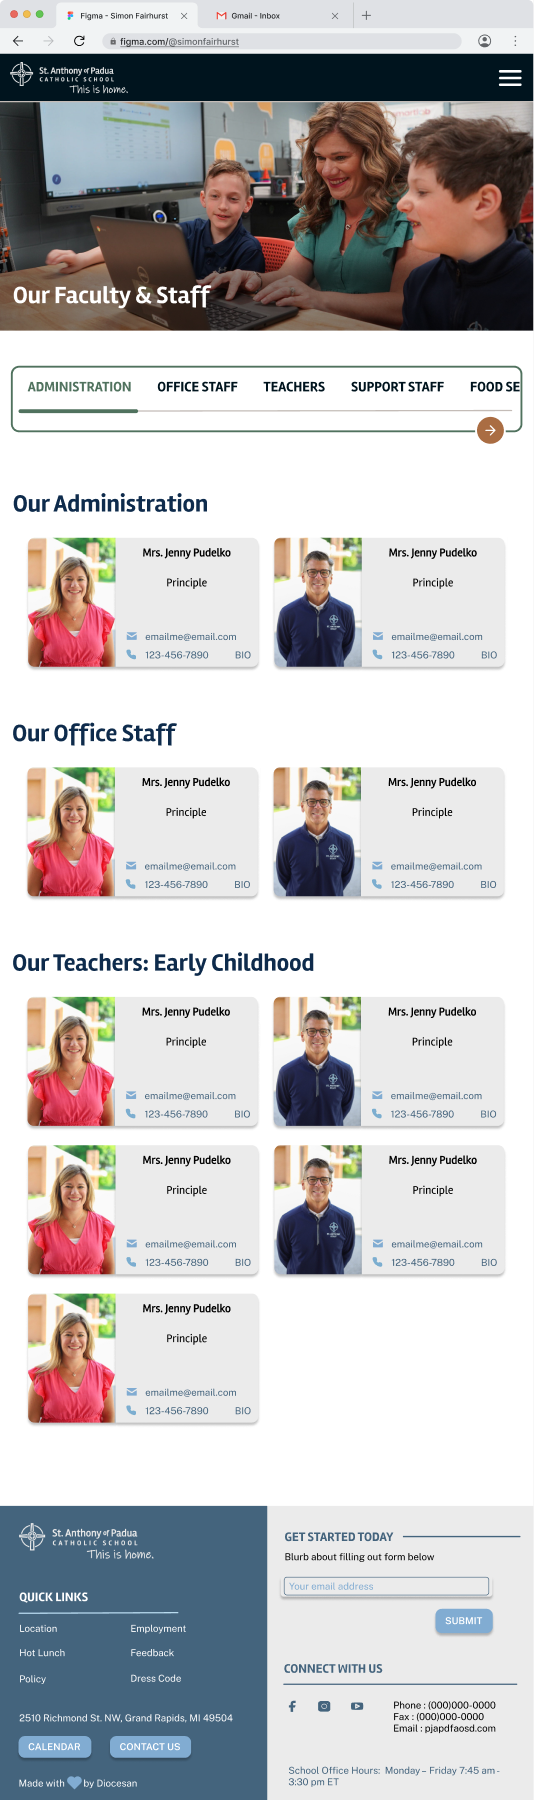 Figma - Simon Fairhurst
Gmail - Inbox
figma.com/@simonfairhurst
St. Anthony of Padua
CATHOLIC SCHOOL
This is home.
Our Faculty & Staff
ADMINISTRATION OFFICE STAFF TEACHERS SUPPORT STAFF FOOD SE
Our Administration
Mrs. Jenny Pudelko
Principle
emailme@email.com
123-456-7890 BIO
Mrs. Jenny Pudelko
Principle
emailme@email.com
123-456-7890 BIO
Our Office Staff
Mrs. Jenny Pudelko
Principle
emailme@email.com
123-456-7890 BIO
Mrs. Jenny Pudelko
Principle
emailme@email.com
123-456-7890 BIO
Our Teachers: Early Childhood
Mrs. Jenny Pudelko
Principle
emailme@email.com
123-456-7890 BIO
Mrs. Jenny Pudelko
Principle
emailme@email.com
123-456-7890 BIO
Mrs. Jenny Pudelko
Principle
emailme@email.com
123-456-7890 BIO
Mrs. Jenny Pudelko
Principle
emailme@email.com
123-456-7890 BIO
Mrs. Jenny Pudelko
Principle
emailme@email.com
123-456-7890 BIO
St. Anthony of Padua
CATHOLIC SCHOOL
This is home.
QUICK LINKS
Location Employment
Hot Lunch Feedback
Policy Dress Code
2510 Richmond St. NW, Grand Rapids, MI 49504
CALENDAR CONTACT US
Made with by Diocesan
GET STARTED TODAY
Blurb about filling out form below
Your email address
SUBMIT
CONNECT WITH US
Phone : (000)000-0000
Fax : (000)000-0000
Email : pjapdfaosd.com
School Office Hours: Monday – Friday 7:45 am -
3:30 pm ET